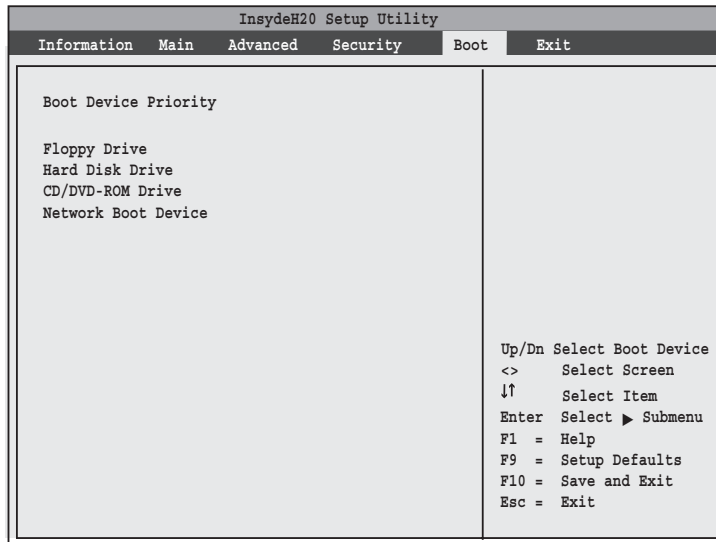 InsydeH20 Setup Utility
Information Main Advanced Security Boot Exit
Boot Device Priority
Floppy Drive
Hard Disk Drive
CD/DVD-ROM Drive
Network Boot Device
Up/Dn Select Boot Device
<> Select Screen
↓↑ Select Item
Enter Select ▶ Submenu
F1 = Help
F9 = Setup Defaults
F10 = Save and Exit
Esc = Exit